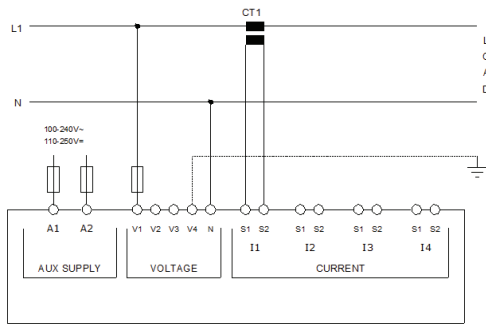 CT1
L1
L
O
A
D
N
100-240V~
110-250V=
A1 A2 V1 V2 V3 V4 N S1 S2 S1 S2 S1 S2 S1 S2
I1 I2 I3 I4
AUX SUPPLY VOLTAGE CURRENT